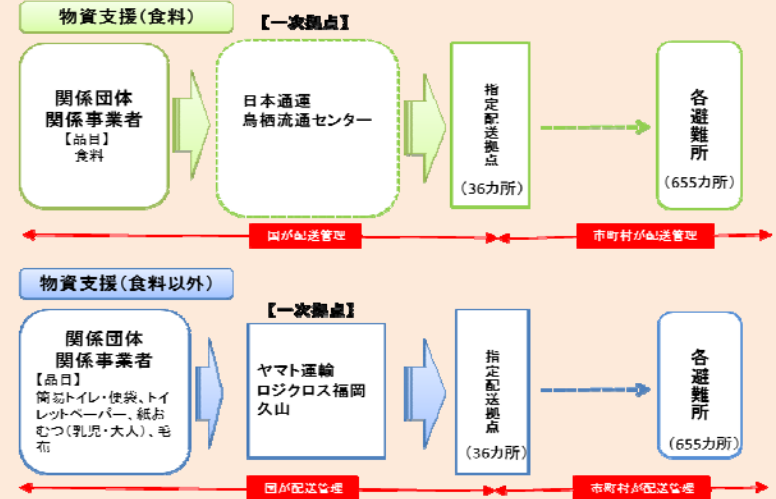 物資支援(食料)
【一次拠点】
関係団体
関係事業者
【品目】
食料
日本通運
鳥栖流通センター
指定配送拠点
(36カ所)
各避難所
(655カ所)
国が配送管理
市町村が配送管理
物資支援(食料以外)
【一次拠点】
関係団体
関係事業者
【品目】
簡易トイレ・便袋、トイ
レットペーパー、紙お
むつ(乳児・大人)、毛
布
ヤマト運輸
ロジクロス福岡
久山
指定配送拠点
(36カ所)
各避難所
(655カ所)
国が配送管理
市町村が配送管理